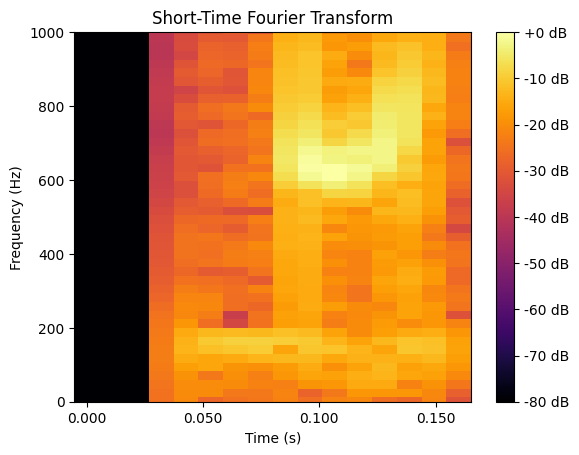 Short-Time Fourier Transform
1000
800
600
400
200
0
Frequency (Hz)
0.000
0.050
0.100
0.150
Time (s)
+0 dB
-10 dB
-20 dB
-30 dB
-40 dB
-50 dB
-60 dB
-70 dB
-80 dB